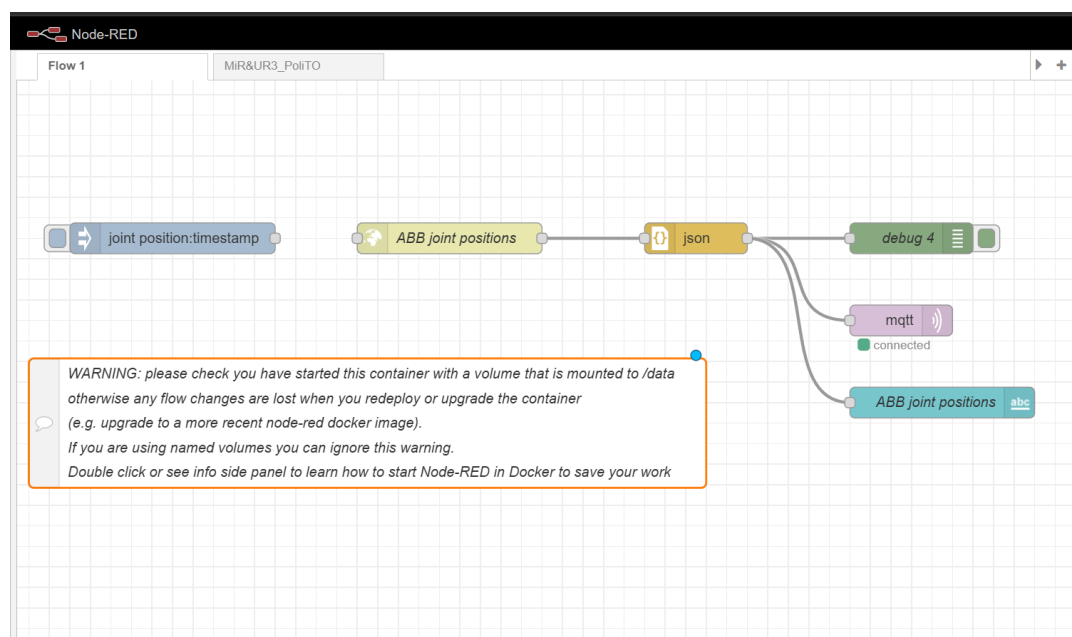 Node-RED
Flow 1
MiR&UR3_PoliTO
joint position:timestamp
ABB joint positions
{} json
debug 4
mqtt
connected
ABB joint positions
abc
WARNING: please check you have started this container with a volume that is mounted to /data
otherwise any flow changes are lost when you redeploy or upgrade the container
(e.g. upgrade to a more recent node-red docker image).
If you are using named volumes you can ignore this warning.
Double click or see info side panel to learn how to start Node-RED in Docker to save your work